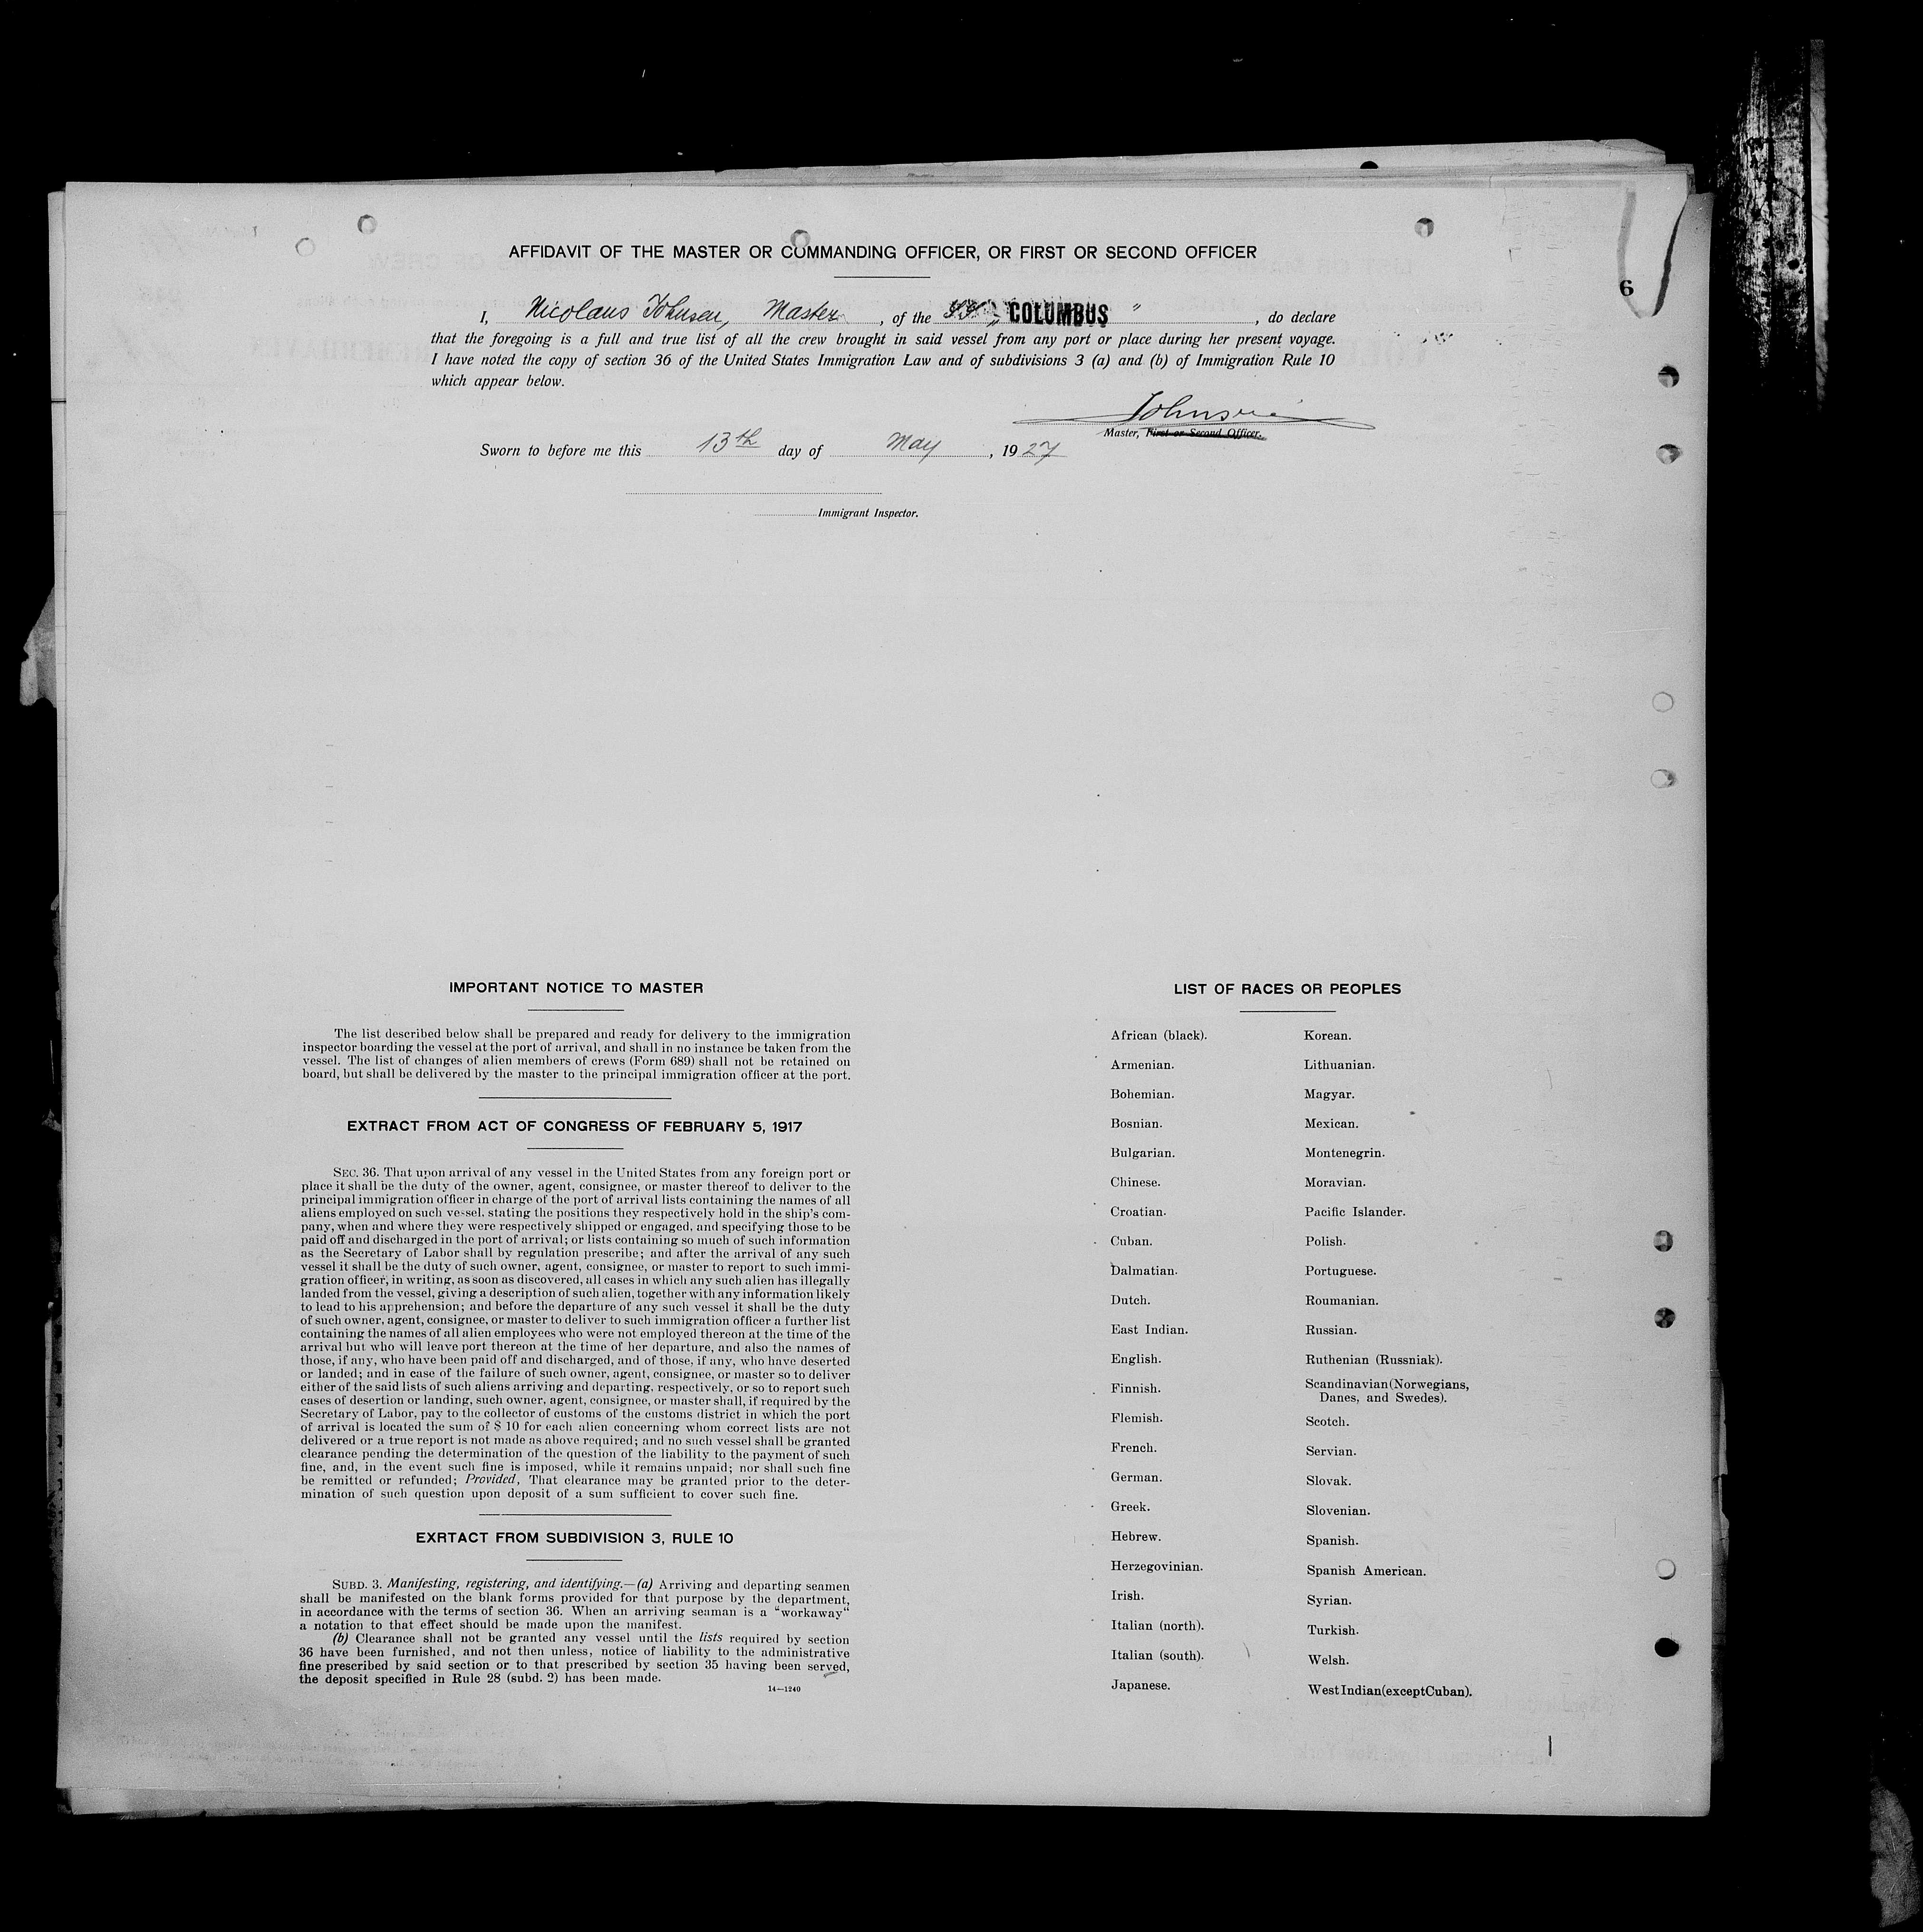 AFFIDAVIT OF THE MASTER OR COMMANDING OFFICER, OR FIRST OR SECOND OFFICER
6
I, Nicolaus Johnsen, Master, of the S.S. „COLUMBUS", do declare
that the foregoing is a full and true list of all the crew brought in said vessel from any port or place during her present voyage.
I have noted the copy of section 36 of the United States Immigration Law and of subdivisions 3 (a) and (b) of Immigration Rule 10
which appear below.
Johnsen
Master, First or Second Officer.
Sworn to before me this 13th day of May, 1927
Immigrant Inspector.
IMPORTANT NOTICE TO MASTER
The list described below shall be prepared and ready for delivery to the immigration
inspector boarding the vessel at the port of arrival, and shall in no instance be taken from the
vessel. The list of changes of alien members of crews (Form 689) shall not be retained on
board, but shall be delivered by the master to the principal immigration officer at the port.
EXTRACT FROM ACT OF CONGRESS OF FEBRUARY 5, 1917
SEC. 36. That upon arrival of any vessel in the United States from any foreign port or
place it shall be the duty of the owner, agent, consignee, or master thereof to deliver to the
principal immigration officer in charge of the port of arrival lists containing the names of all
aliens employed on such vessel, stating the positions they respectively hold in the ship's com-
pany, when and where they were respectively shipped or engaged, and specifying those to be
paid off and discharged in the port of arrival; or lists containing so much of such information
as the Secretary of Labor shall by regulation prescribe; and after the arrival of any such
vessel it shall be the duty of such owner, agent, consignee, or master to report to such immi-
gration officer, in writing, as soon as discovered, all cases in which any such alien has illegally
landed from the vessel, giving a description of such alien, together with any information likely
to lead to his apprehension; and before the departure of any such vessel it shall be the duty
of such owner, agent, consignee, or master to deliver to such immigration officer a further list
containing the names of all alien employees who were not employed thereon at the time of the
arrival but who will leave port thereon at the time of her departure, and also the names of
those, if any, who have been paid off and discharged, and of those, if any, who have deserted
or landed; and in case of the failure of such owner, agent, consignee, or master so to deliver
either of the said lists of such aliens arriving and departing, respectively, or so to report such
cases of desertion or landing, such owner, agent, consignee, or master shall, if required by the
Secretary of Labor, pay to the collector of customs of the customs district in which the port
of arrival is located the sum of $ 10 for each alien concerning whom correct lists are not
delivered or a true report is not made as above required; and no such vessel shall be granted
clearance pending the determination of the question of the liability to the payment of such
fine, and, in the event such fine is imposed, while it remains unpaid; nor shall such fine
be remitted or refunded; Provided, That clearance may be granted prior to the deter-
mination of such question upon deposit of a sum sufficient to cover such fine.
EXRTACT FROM SUBDIVISION 3, RULE 10
SUBD. 3. Manifesting, registering, and identifying.—(a) Arriving and departing seamen
shall be manifested on the blank forms provided for that purpose by the department,
in accordance with the terms of section 36. When an arriving seaman is a "workaway"
a notation to that effect should be made upon the manifest.
(b) Clearance shall not be granted any vessel until the lists required by section
36 have been furnished, and not then unless, notice of liability to the administrative
fine prescribed by said section or to that prescribed by section 35 having been served,
the deposit specified in Rule 28 (subd. 2) has been made.
14—1240
LIST OF RACES OR PEOPLES
African (black).
Armenian.
Bohemian.
Bosnian.
Bulgarian.
Chinese.
Croatian.
Cuban.
Dalmatian.
Dutch.
East Indian.
English.
Finnish.
Flemish.
French.
German.
Greek.
Hebrew.
Herzegovinian.
Irish.
Italian (north).
Italian (south).
Japanese.
Korean.
Lithuanian.
Magyar.
Mexican.
Montenegrin.
Moravian.
Pacific Islander.
Polish.
Portuguese.
Roumanian.
Russian.
Ruthenian (Russniak).
Scandinavian(Norwegians,
Danes, and Swedes).
Scotch.
Servian.
Slovak.
Slovenian.
Spanish.
Spanish American.
Syrian.
Turkish.
Welsh.
West Indian(except Cuban).